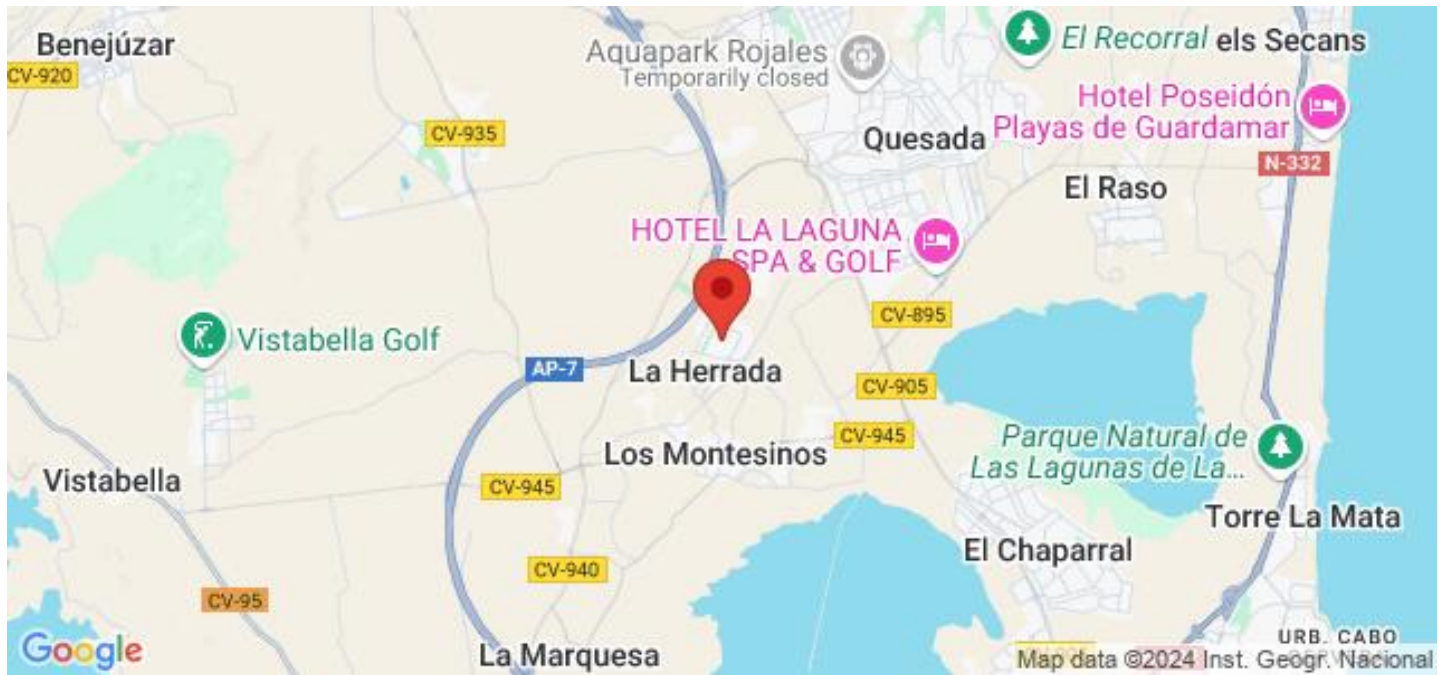 Benejúzar
CV-920
Aquapark Rojales
Temporarily closed
El Recorral
els Secans
Hotel Poseidón
Playas de Guardamar
CV-935
Quesada
N-332
El Raso
HOTEL LA LAGUNA
SPA & GOLF
CV-895
Vistabella Golf
AP-7
La Herrada
CV-905
CV-945
Parque Natural de
Las Lagunas de La...
Los Montesinos
Vistabella
CV-945
Torre La Mata
El Chaparral
CV-940
CV-95
La Marquesa
URB. CABO
Google
Map data ©2024 Inst. Geogr. Nacional